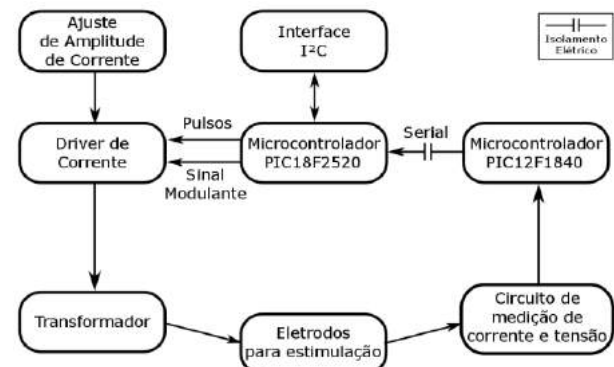 Ajuste
de Amplitude
de Corrente
Interface
I²C
Isolamento
Elétrico
Pulsos
Serial
Driver de
Corrente
Microcontrolador
PIC18F2520
Microcontrolador
PIC12F1840
Sinal
Modulante
Transformador
Eletrodos
para estimulação
Circuito de
medição de
corrente e tensão